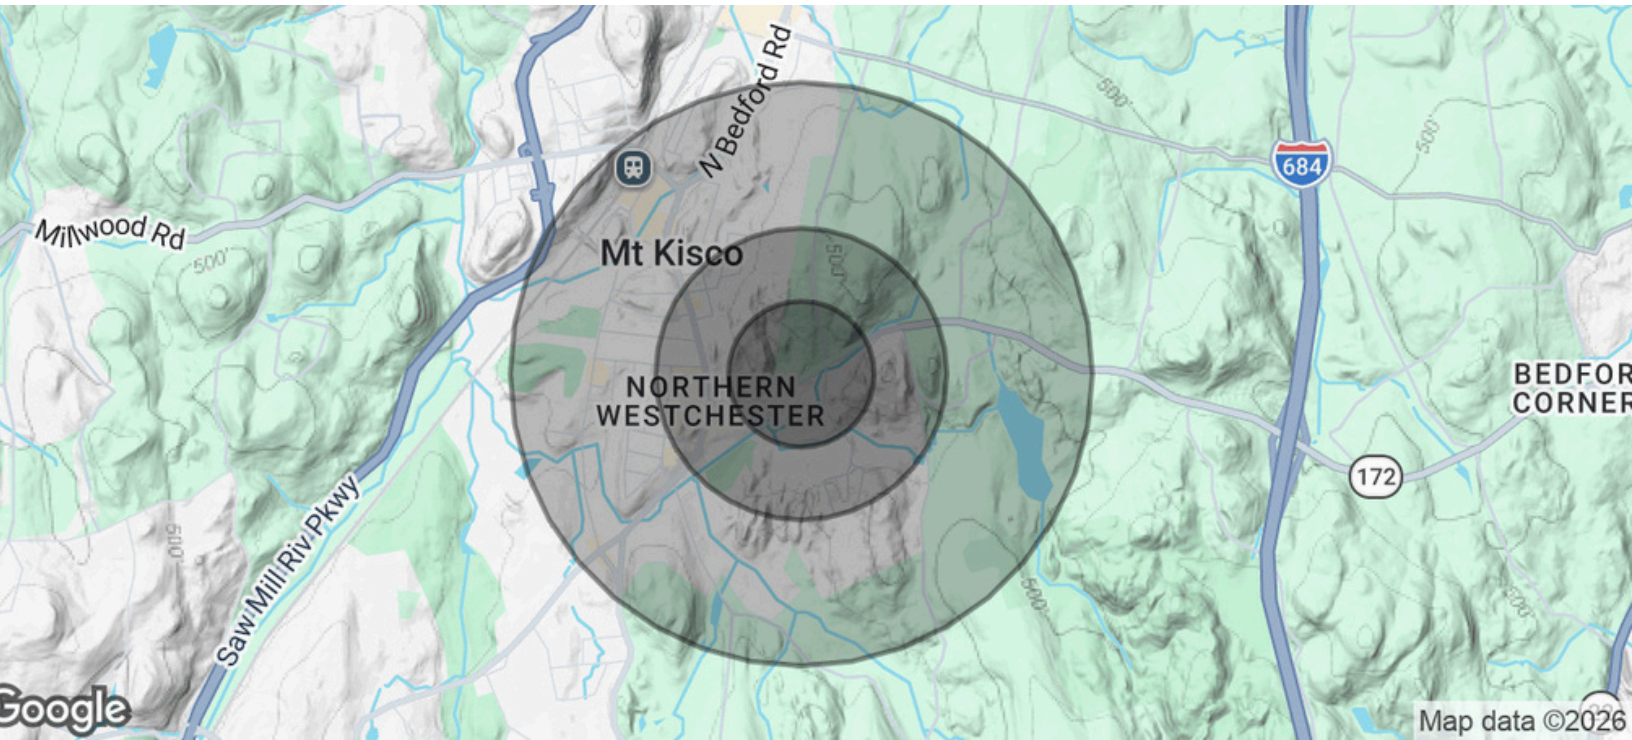 N Bedford Rd
500'
500'
684
Millwood Rd
500'
Mt Kisco
500'
BEDFOR
CORNER
NORTHERN
WESTCHESTER
172
Saw Mill Riv Pkwy
500'
500'
500'
Google
Map data ©2026